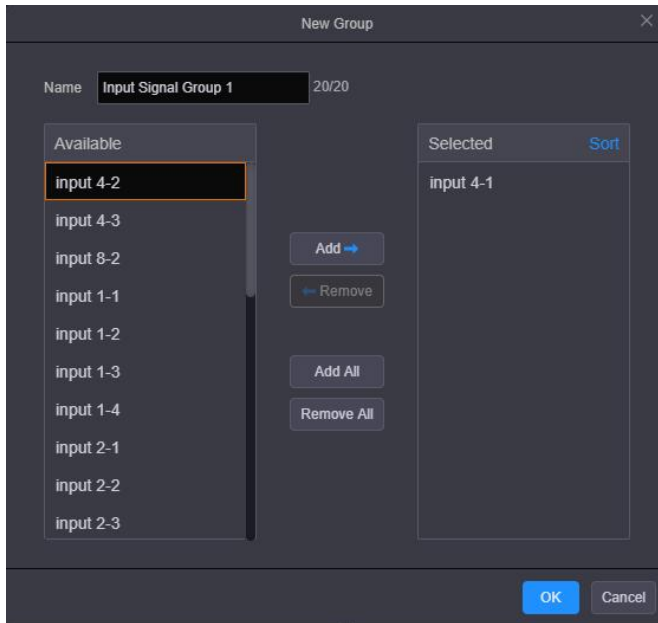 New Group
Name Input Signal Group 1 20/20
Available
input 4-2
input 4-3
input 8-2
input 1-1
input 1-2
input 1-3
input 1-4
input 2-1
input 2-2
input 2-3
Add
Remove
Add All
Remove All
Selected Sort
input 4-1
OK Cancel